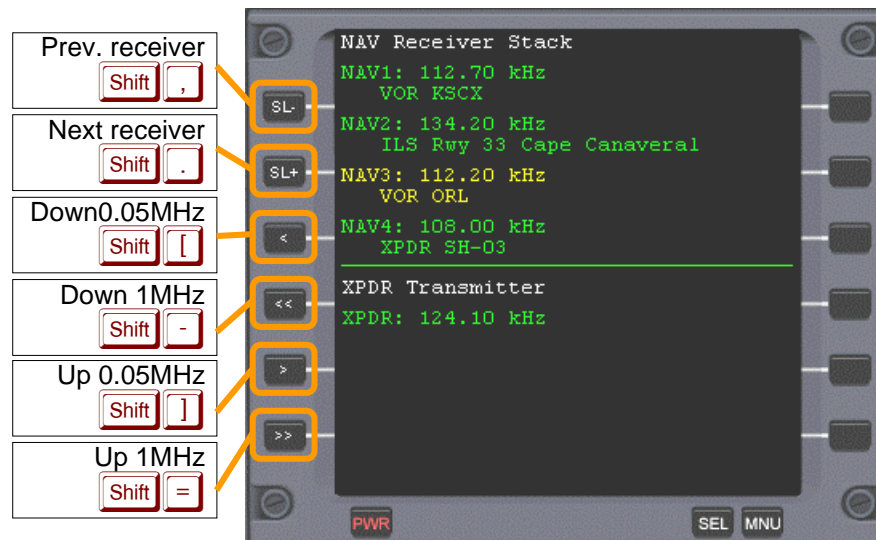 Prev. receiver
Shift ,
Next receiver
Shift .
Down0.05MHz
Shift [
Down 1MHz
Shift -
Up 0.05MHz
Shift ]
Up 1MHz
Shift =
SL-
SL+
<
<<
>
>>
NAV Receiver Stack
NAV1: 112.70 kHz
VOR KSCX
NAV2: 134.20 kHz
ILS Rwy 33 Cape Canaveral
NAV3: 112.20 kHz
VOR ORL
NAV4: 108.00 kHz
XPDR SH-03
XPDR Transmitter
XPDR: 124.10 kHz
PWR
SEL MNU